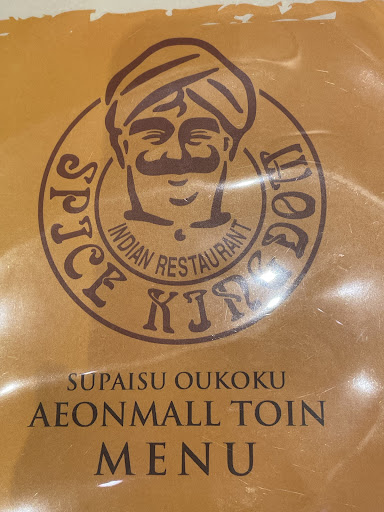 SPICE KINGDOM
INDIAN RESTAURANT
SUPAISU OUKOKU
AEONMALL TOIN
MENU